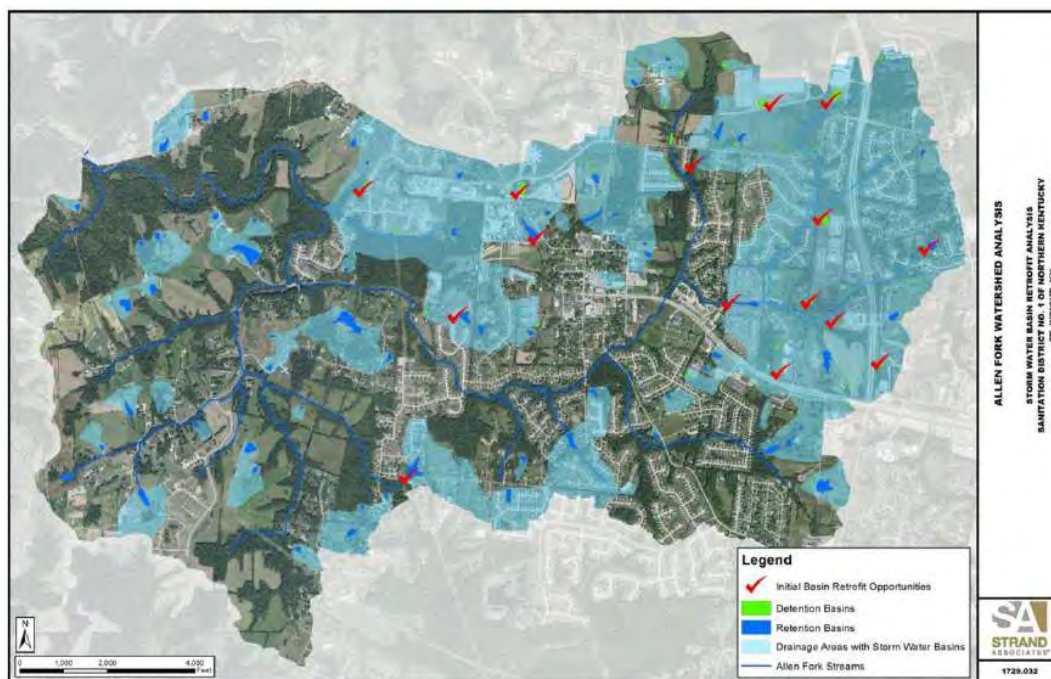 ALLEN FORK WATERSHED ANALYSIS
STORM WATER BASIN RETROFIT ANALYSIS
SANITATION DISTRICT NO. 1 OF NORTHERN KENTUCKY
Legend
Initial Basin Retrofit Opportunities
Detention Basins
Retention Basins
Drainage Areas with Storm Water Basins
Allen Fork Streams
N
0 1,000 2,000 4,000
Feet
SA
STRAND
ASSOCIATES
1729.032